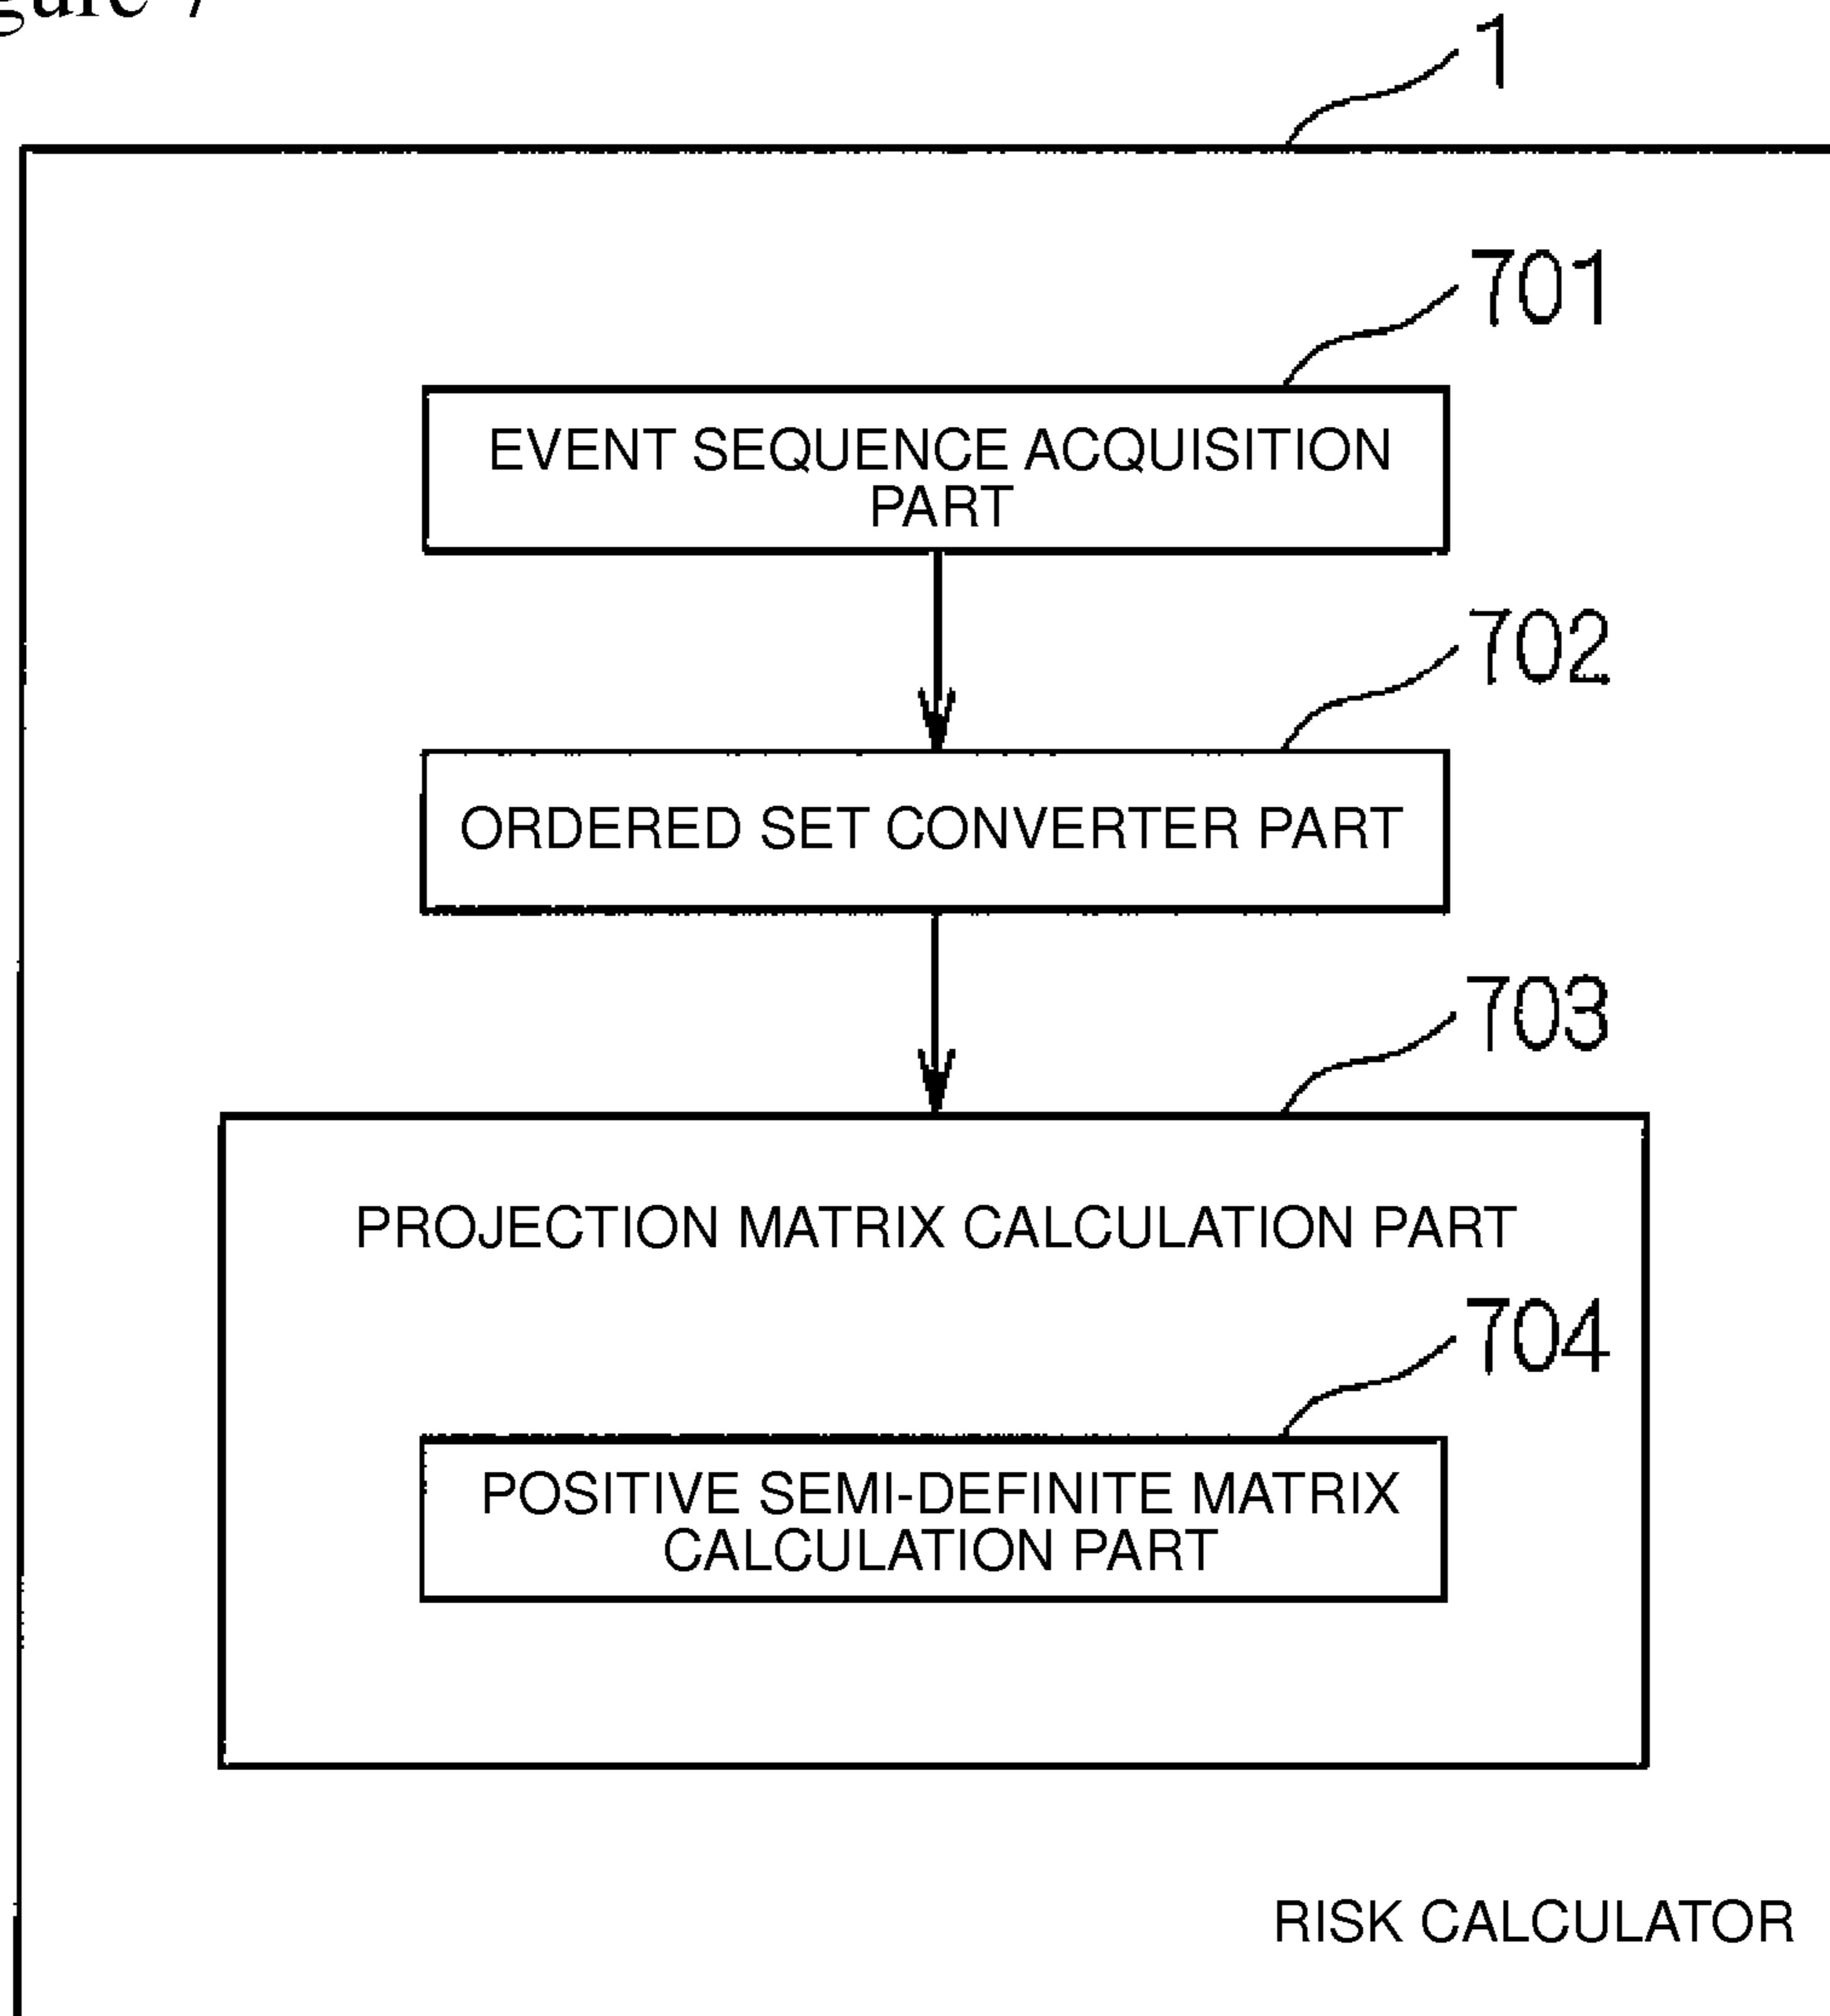 1
701
EVENT SEQUENCE ACQUISITION
PART
702
ORDERED SET CONVERTER PART
703
PROJECTION MATRIX CALCULATION PART
704
POSITIVE SEMI-DEFINITE MATRIX
CALCULATION PART
RISK CALCULATOR